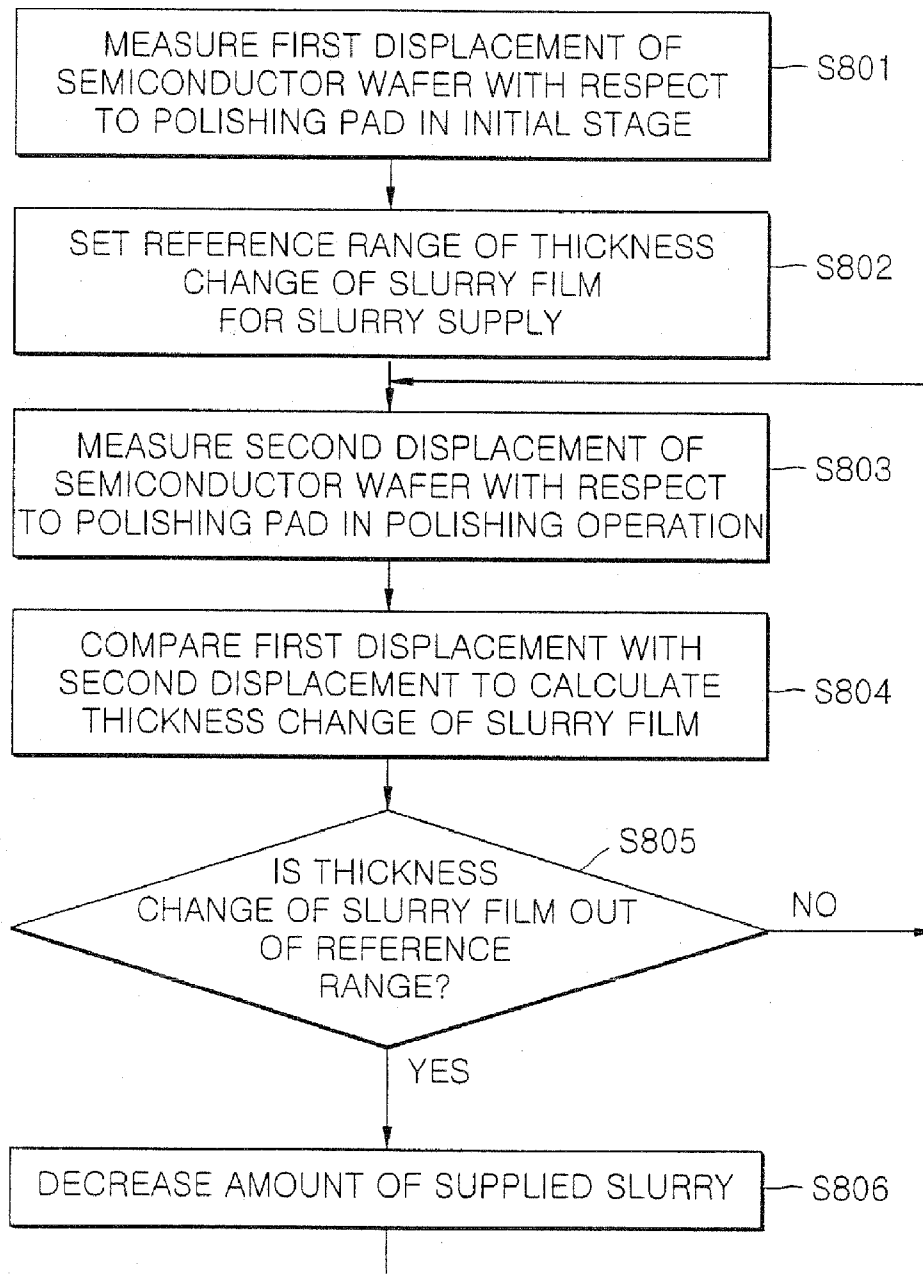 MEASURE FIRST DISPLACEMENT OF
SEMICONDUCTOR WAFER WITH RESPECT
TO POLISHING PAD IN INITIAL STAGE
S801
SET REFERENCE RANGE OF THICKNESS
CHANGE OF SLURRY FILM
FOR SLURRY SUPPLY
S802
MEASURE SECOND DISPLACEMENT OF
SEMICONDUCTOR WAFER WITH RESPECT
TO POLISHING PAD IN POLISHING OPERATION
S803
COMPARE FIRST DISPLACEMENT WITH
SECOND DISPLACEMENT TO CALCULATE
THICKNESS CHANGE OF SLURRY FILM
S804
S805
IS THICKNESS
CHANGE OF SLURRY FILM OUT
OF REFERENCE
RANGE?
NO
YES
DECREASE AMOUNT OF SUPPLIED SLURRY
S806